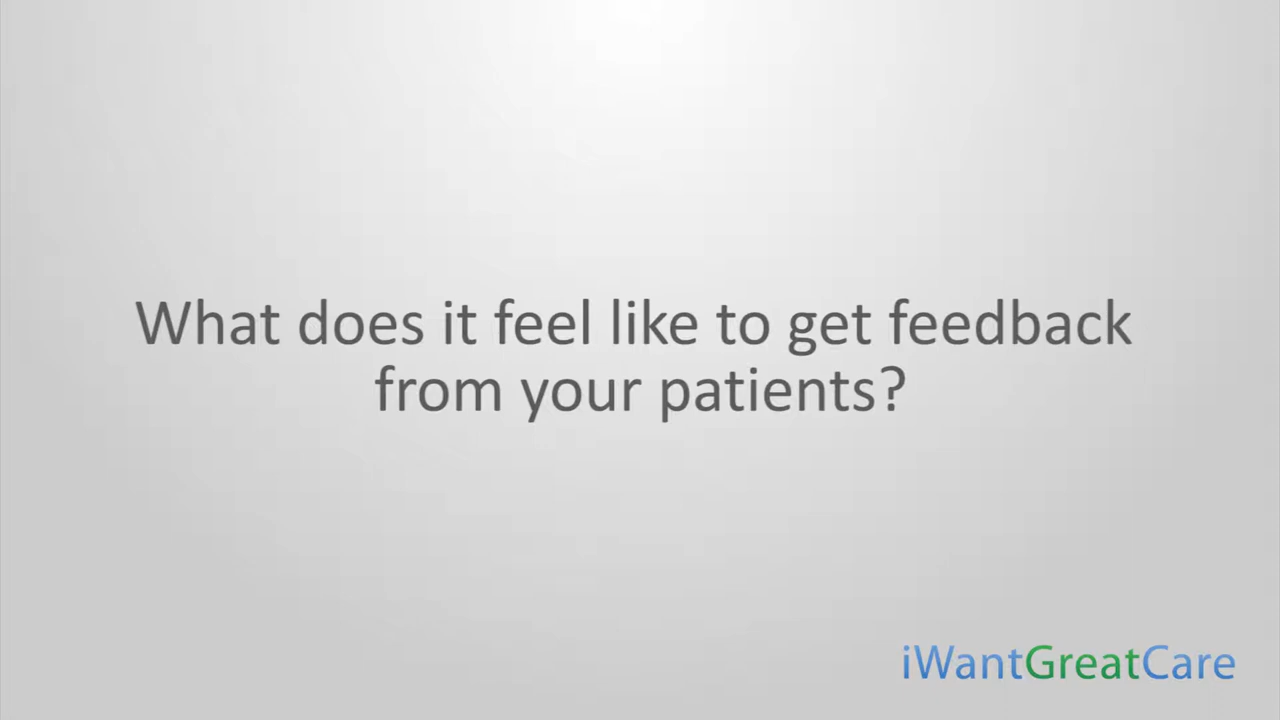 What does it feel like to get feedback
from your patients?
iWantGreatCare